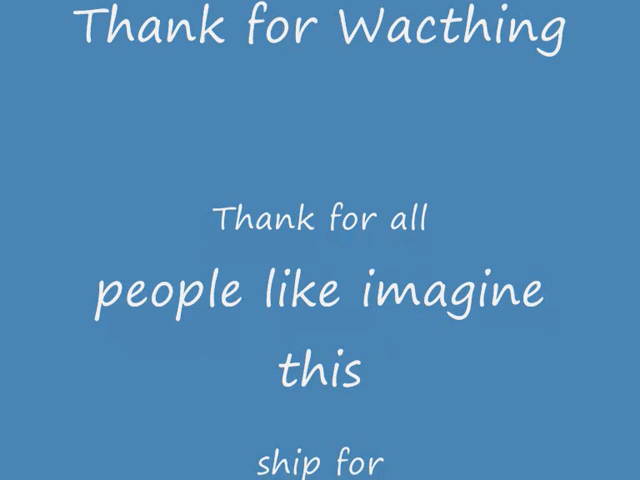 Thank for Wacthing
Thank for all
people like imagine
this
ship for